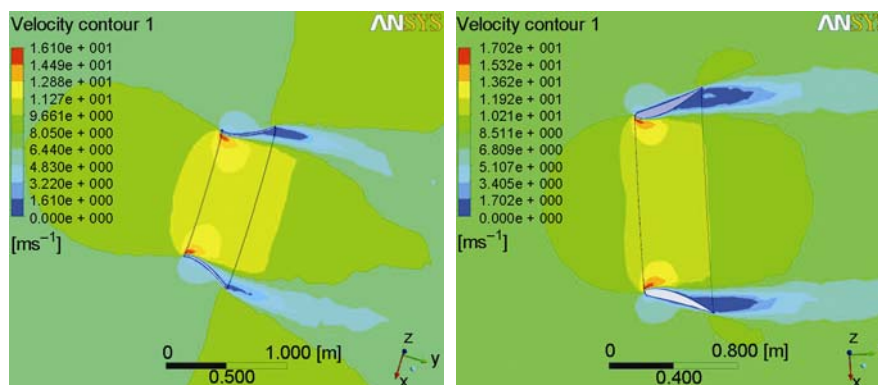 Velocity contour 1
ANSYS
1.610e + 001
1.449e + 001
1.288e + 001
1.127e + 001
9.661e + 000
8.050e + 000
6.440e + 000
4.830e + 000
3.220e + 000
1.610e + 000
0.000e + 000
[ms⁻¹]
0
1.000 [m]
0.500
z
y
x
Velocity contour 1
ANSYS
1.702e + 001
1.532e + 001
1.362e + 001
1.192e + 001
1.021e + 001
8.511e + 000
6.809e + 000
5.107e + 000
3.405e + 000
1.702e + 000
0.000e + 000
[ms⁻¹]
0
0.800 [m]
0.400
z
y
x